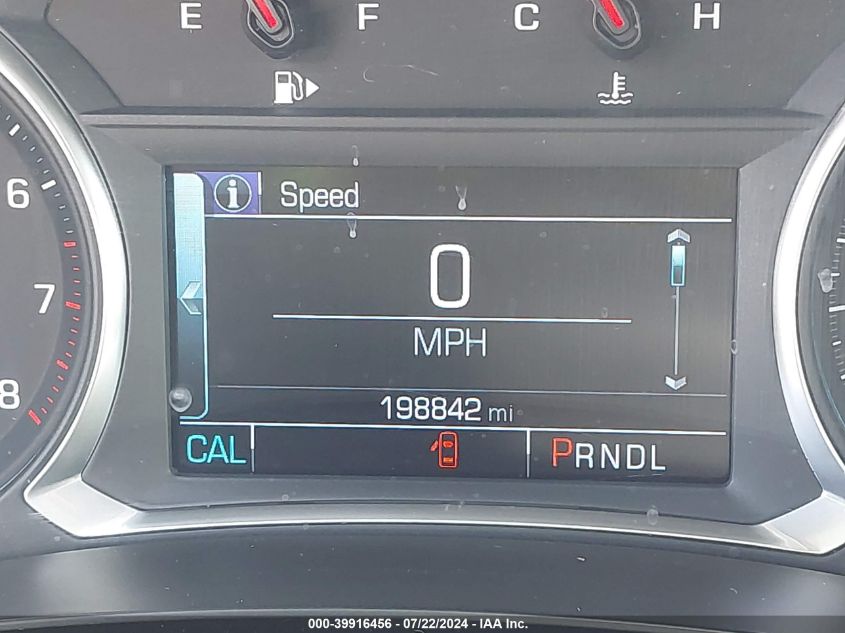 E F C H
6
Speed
0
7
MPH
8
198842 mi
CAL PRNDL
000-39916456 - 07/22/2024 - IAA Inc.